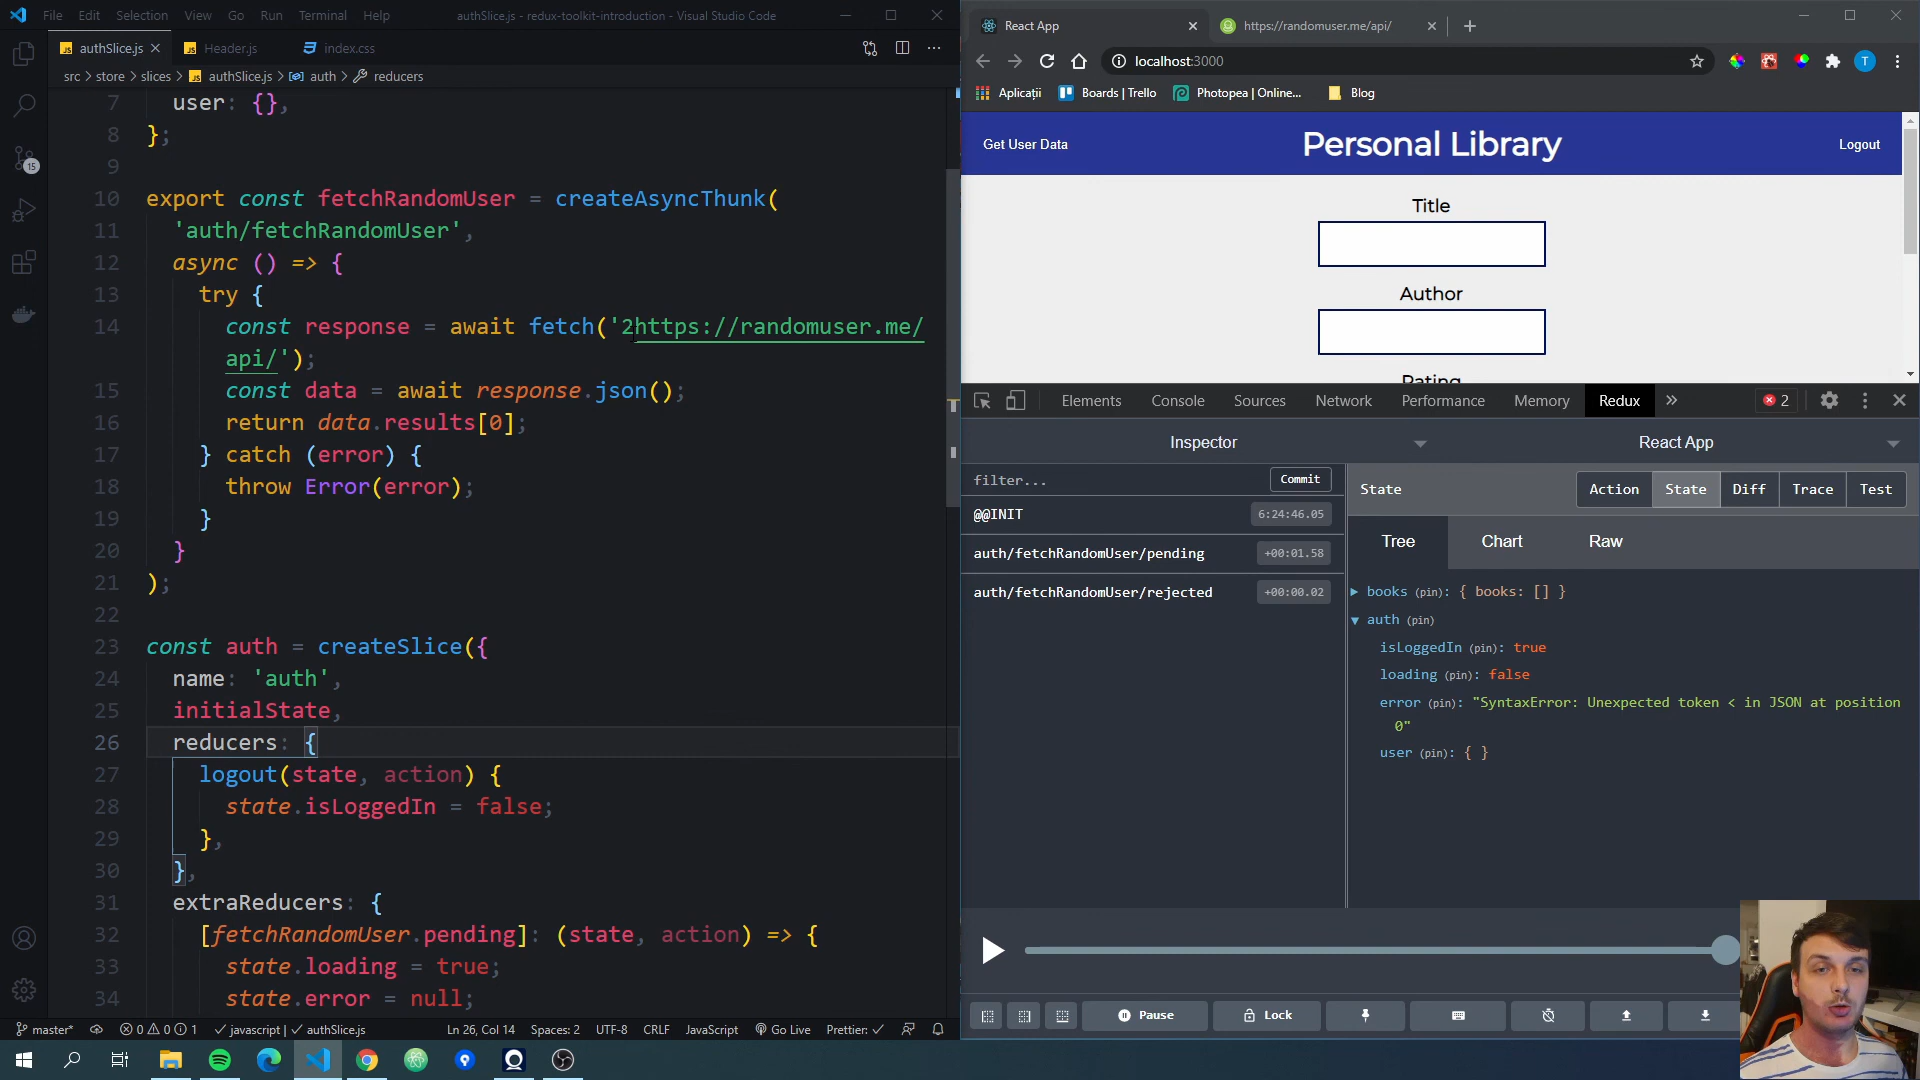 File Edit Selection View Go Run Terminal Help
authSlice.js - redux-toolkit-introduction - Visual Studio Code
authSlice.js
Header.js
index.css
src > store > slices > authSlice.js > auth > reducers
7 user: {},
8 };
9
10 export const fetchRandomUser = createAsyncThunk(
11 'auth/fetchRandomUser',
12 async () => {
13 try {
14 const response = await fetch('2https://randomuser.me/
api/');
15 const data = await response.json();
16 return data.results[0];
17 } catch (error) {
18 throw Error(error);
19 }
20 }
21 );
22
23 const auth = createSlice({
24 name: 'auth',
25 initialState,
26 reducers: {
27 logout(state, action) {
28 state.isLoggedIn = false;
29 },
30 },
31 extraReducers: {
32 [fetchRandomUser.pending]: (state, action) => {
33 state.loading = true;
34 state.error = null;
15
master* 0 0 1 javascript | authSlice.js Ln 26, Col 14 Spaces: 2 UTF-8 CRLF JavaScript Go Live Prettier: ✓
React App
https://randomuser.me/api/
localhost:3000
T
Aplicații Boards | Trello Photopea | Online... Blog
Get User Data
Personal Library
Logout
Title
Author
Rating
Elements Console Sources Network Performance Memory Redux » 2
Inspector
React App
filter...
Commit
@@INIT 6:24:46.05
auth/fetchRandomUser/pending +00:01.58
auth/fetchRandomUser/rejected +00:00.02
State
Action State Diff Trace Test
Tree Chart Raw
books (pin): { books: [] }
auth (pin)
isLoggedIn (pin): true
loading (pin): false
error (pin): "SyntaxError: Unexpected token < in JSON at position
0"
user (pin): { }
Pause
Lock